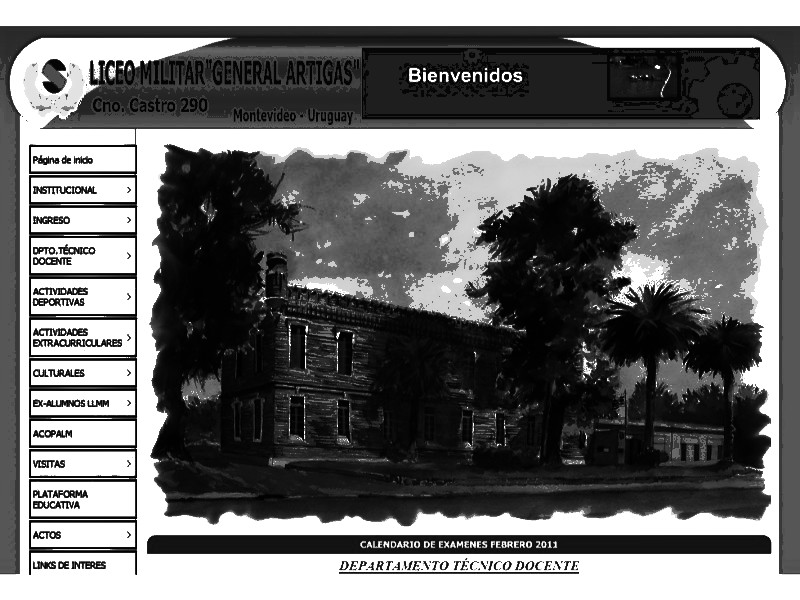 LICEO MILITAR "GENERAL ARTIGAS"
Cno. Castro 290
Montevideo - Uruguay
Bienvenidos
Página de inicio
INSTITUCIONAL
INGRESO
DPTO.TÉCNICO
DOCENTE
ACTIVIDADES
DEPORTIVAS
ACTIVIDADES
EXTRACURRICULARES
CULTURALES
EX-ALUMNOS LLMM
ACOPALM
VISITAS
PLATAFORMA
EDUCATIVA
ACTOS
LINKS DE INTERES
CALENDARIO DE EXAMENES FEBRERO 2011
DEPARTAMENTO TÉCNICO DOCENTE